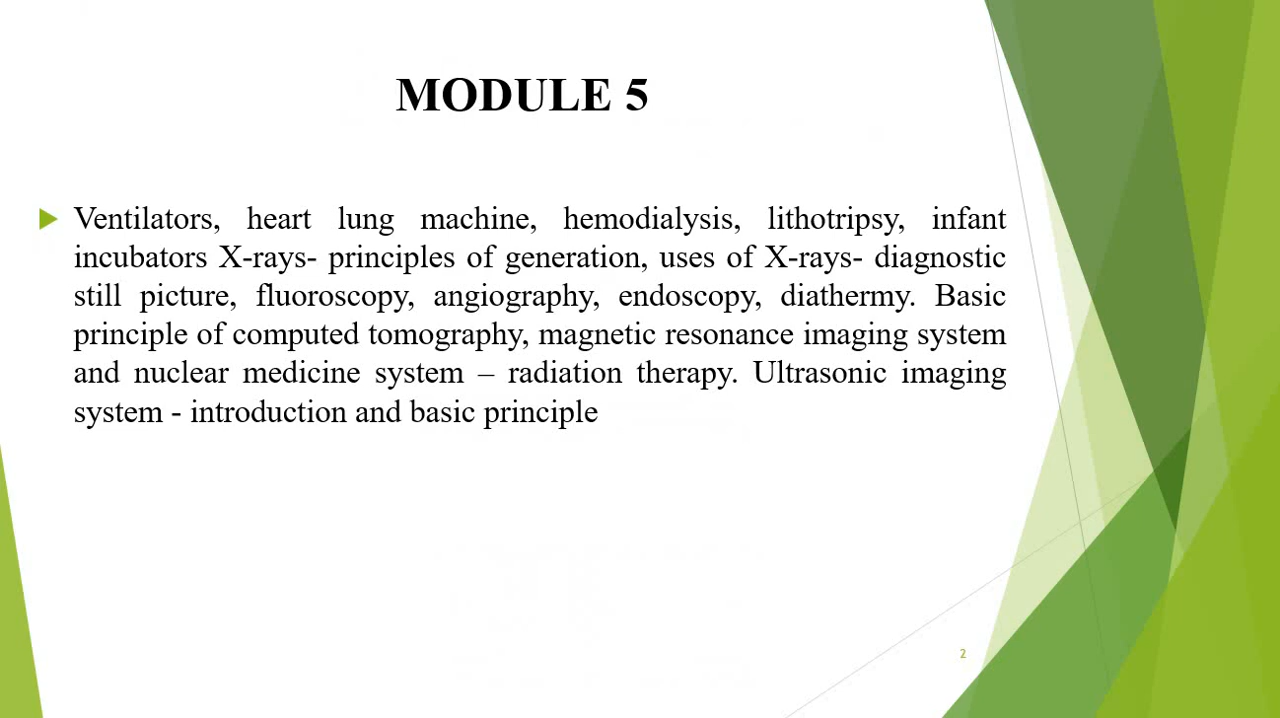 MODULE 5
Ventilators, heart lung machine, hemodialysis, lithotripsy, infant
incubators X-rays- principles of generation, uses of X-rays- diagnostic
still picture, fluoroscopy, angiography, endoscopy, diathermy. Basic
principle of computed tomography, magnetic resonance imaging system
and nuclear medicine system – radiation therapy. Ultrasonic imaging
system - introduction and basic principle
2